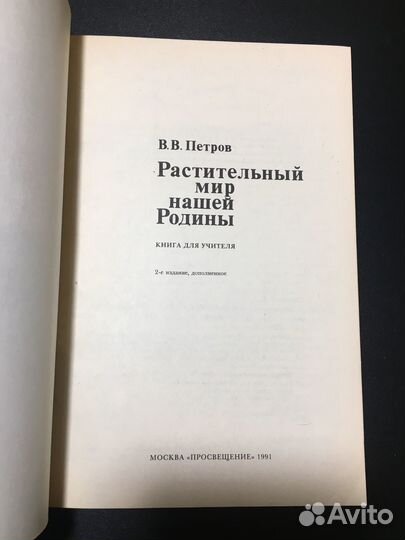 В. В. Петров
Растительный
мир
нашей
Родины
КНИГА ДЛЯ УЧИТЕЛЯ
2-е издание, дополненное
МОСКВА «ПРОСВЕЩЕНИЕ» 1991
Avito